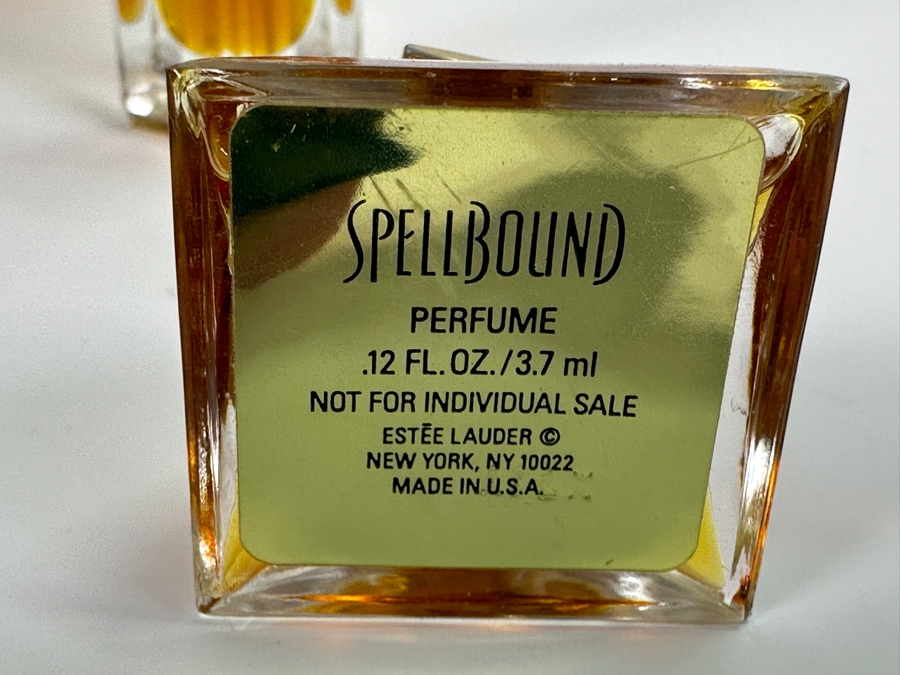 SPELLBOUND
PERFUME
.12 FL. OZ./3.7 ml
NOT FOR INDIVIDUAL SALE
ESTĒE LAUDER ©
NEW YORK, NY 10022
MADE IN U.S.A.